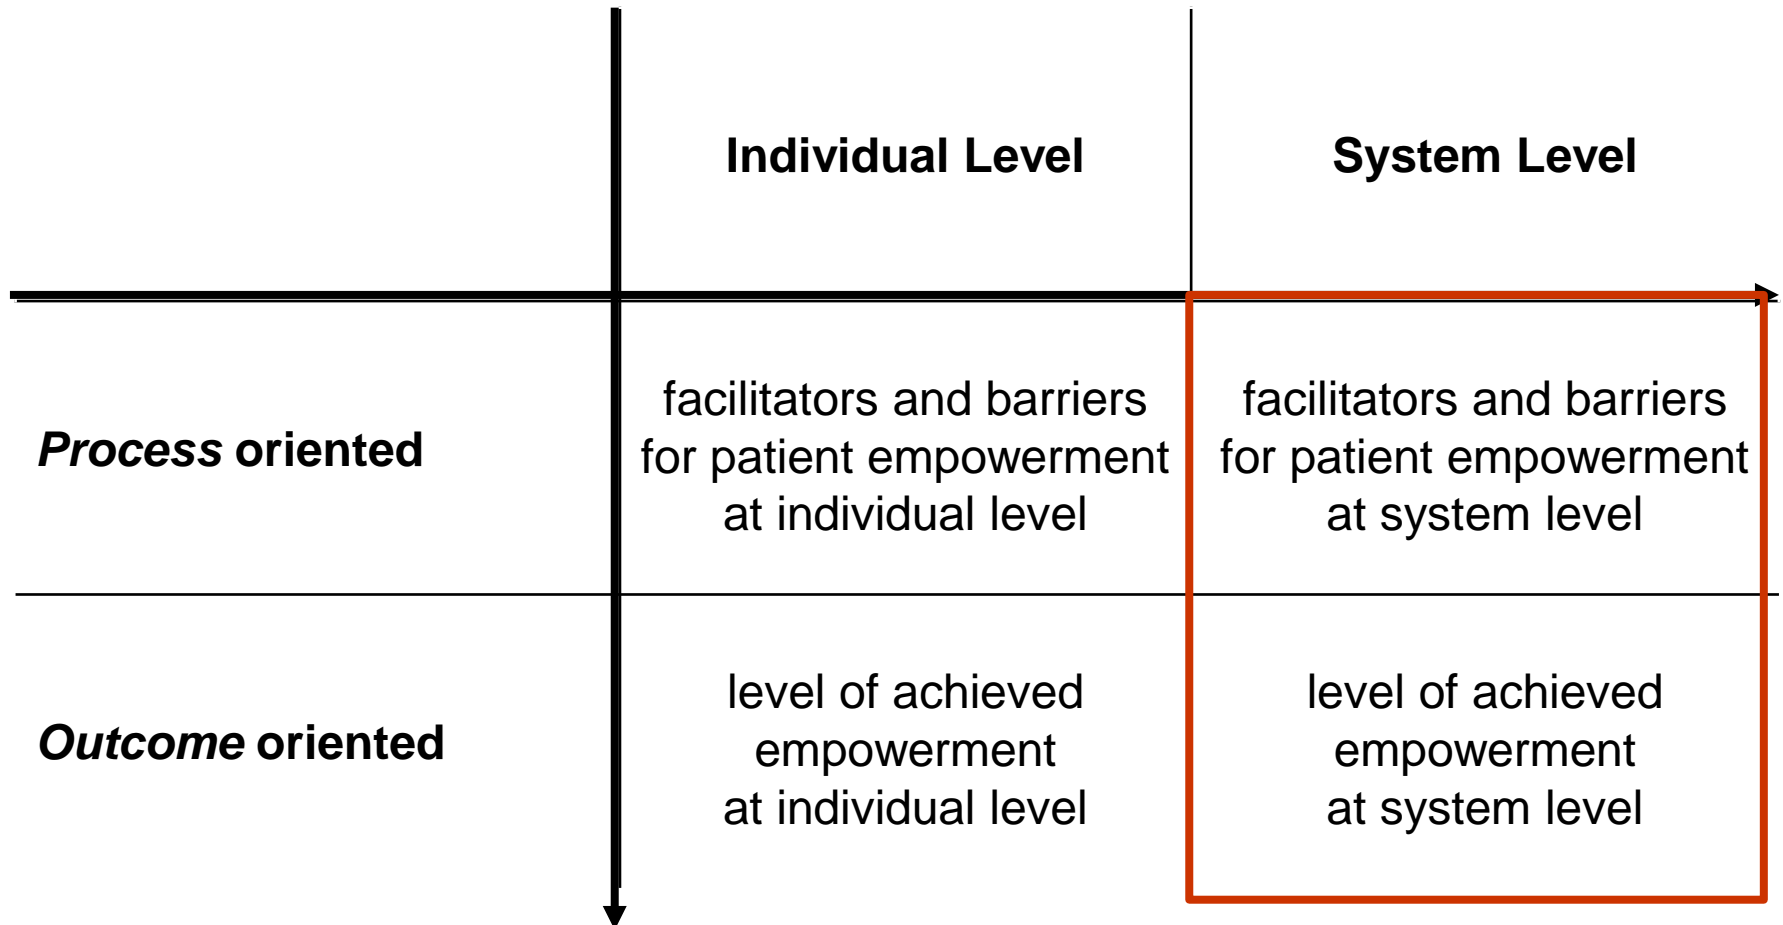 Individual Level
System Level
Process oriented
facilitators and barriers
for patient empowerment
at individual level
facilitators and barriers
for patient empowerment
at system level
Outcome oriented
level of achieved
empowerment
at individual level
level of achieved
empowerment
at system level